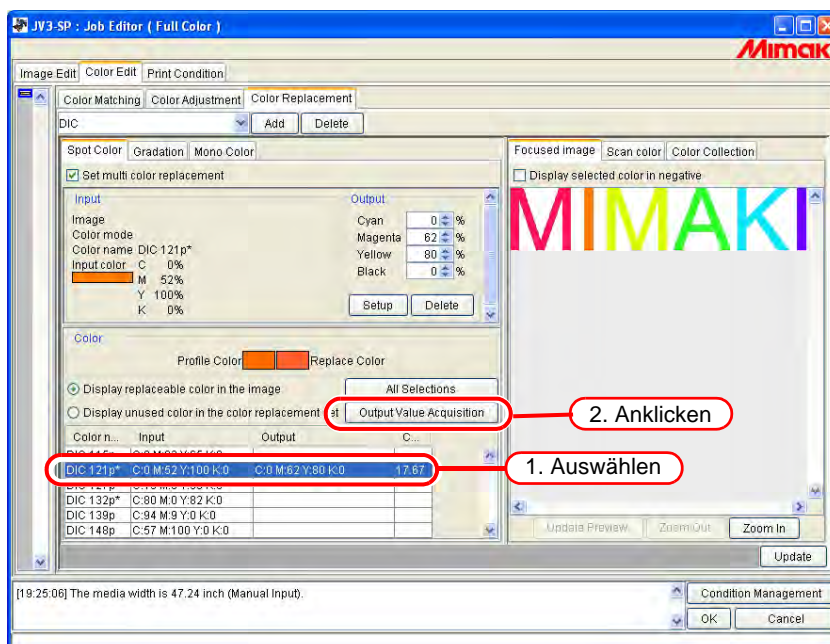 JV3-SP : Job Editor ( Full Color )
Mimaki
Image Edit Color Edit Print Condition
Color Matching Color Adjustment Color Replacement
DIC Add Delete
Spot Color Gradation Mono Color
Set multi color replacement
Input
Image
Color mode
Color name DIC 121p*
Input color C 0%
M 52%
Y 100%
K 0%
Output
Cyan 0 %
Magenta 62 %
Yellow 80 %
Black 0 %
Setup Delete
Color
Profile Color Replace Color
Display replaceable color in the image All Selections
Display unused color in the color replacement Output Value Acquisition
2. Anklicken
Color n... Input Output C...
DIC 121p* C:0 M:52 Y:100 K:0 C:0 M:62 Y:80 K:0 17.67
1. Auswählen
DIC 132p* C:80 M:0 Y:82 K:0
DIC 139p C:94 M:9 Y:0 K:0
DIC 148p C:57 M:100 Y:0 K:0
Focused image Scan color Color Collection
Display selected color in negative
MIMAKI
Update Preview Zoom Out Zoom In
Update
[19:25:06] The media width is 47.24 inch (Manual Input).
Condition Management
OK Cancel